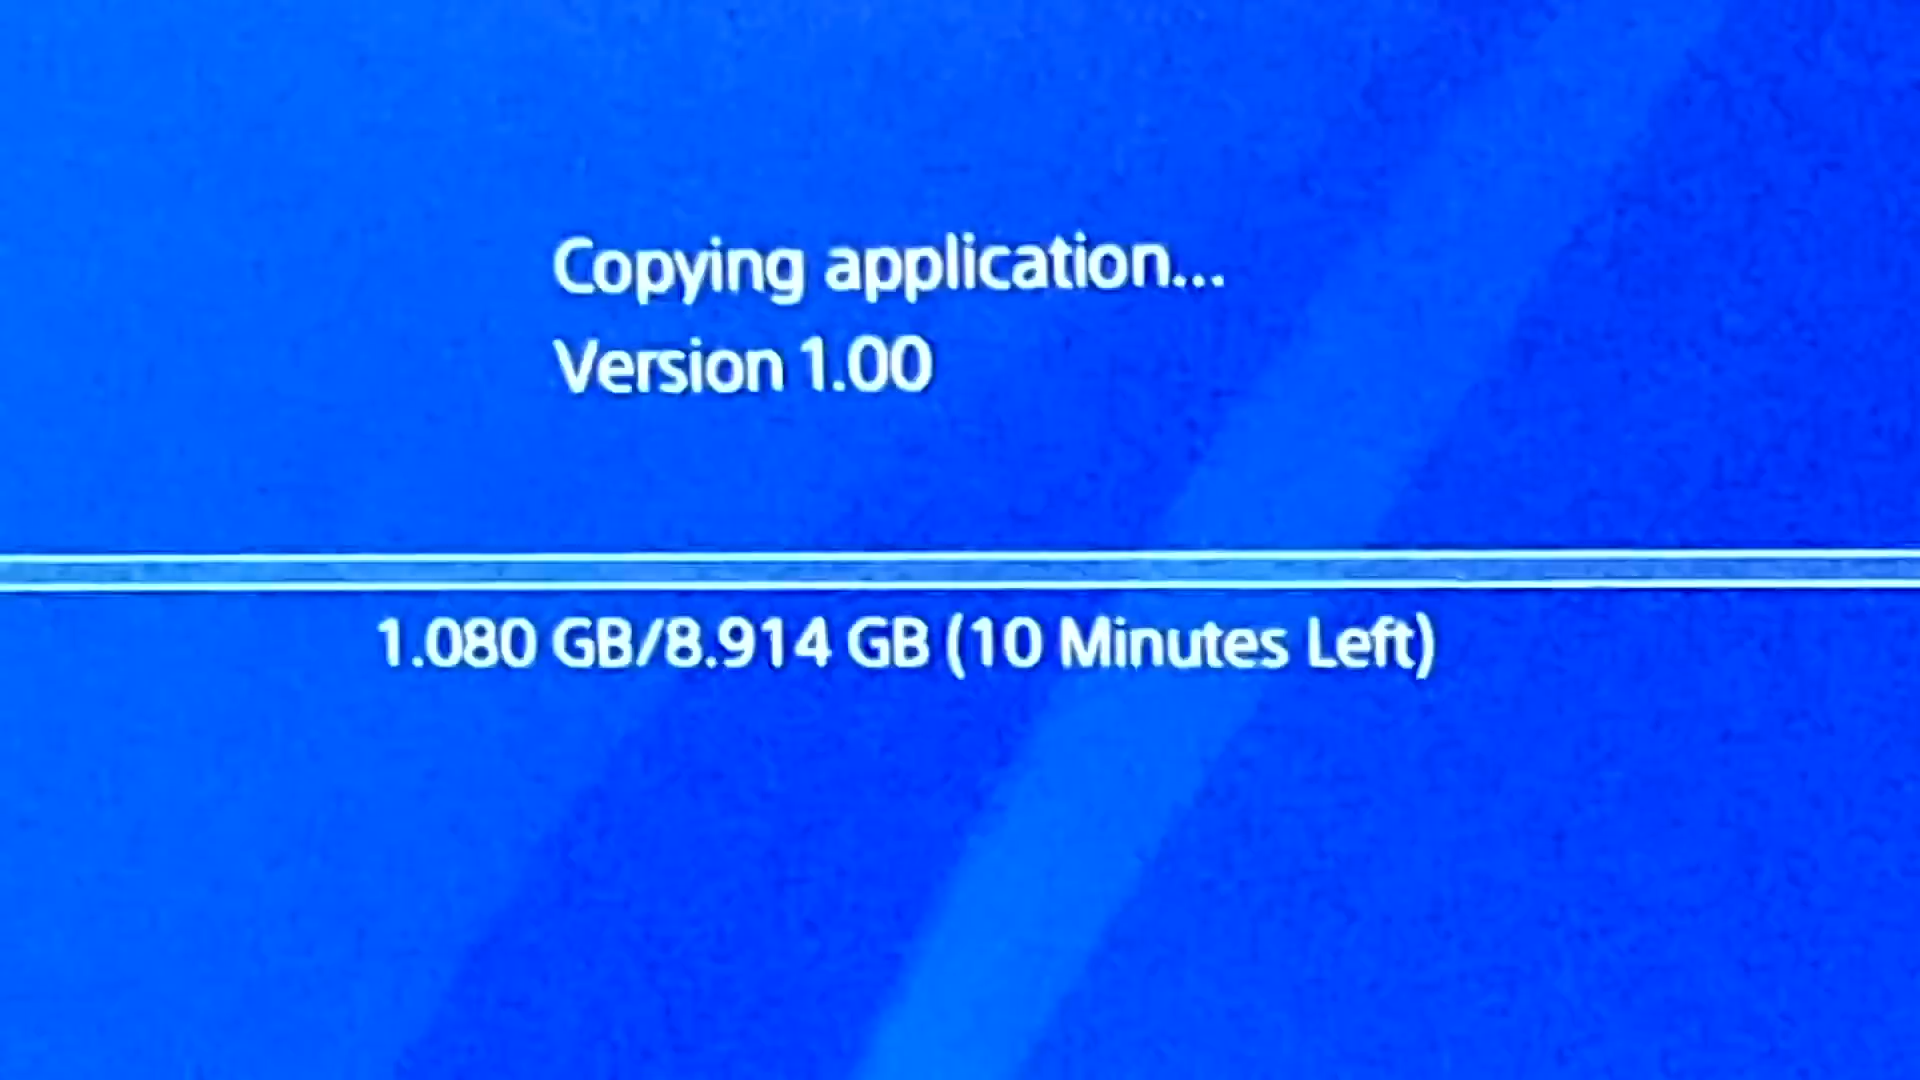 Copying application...
Version 1.00
1.080 GB/8.914 GB (10 Minutes Left)